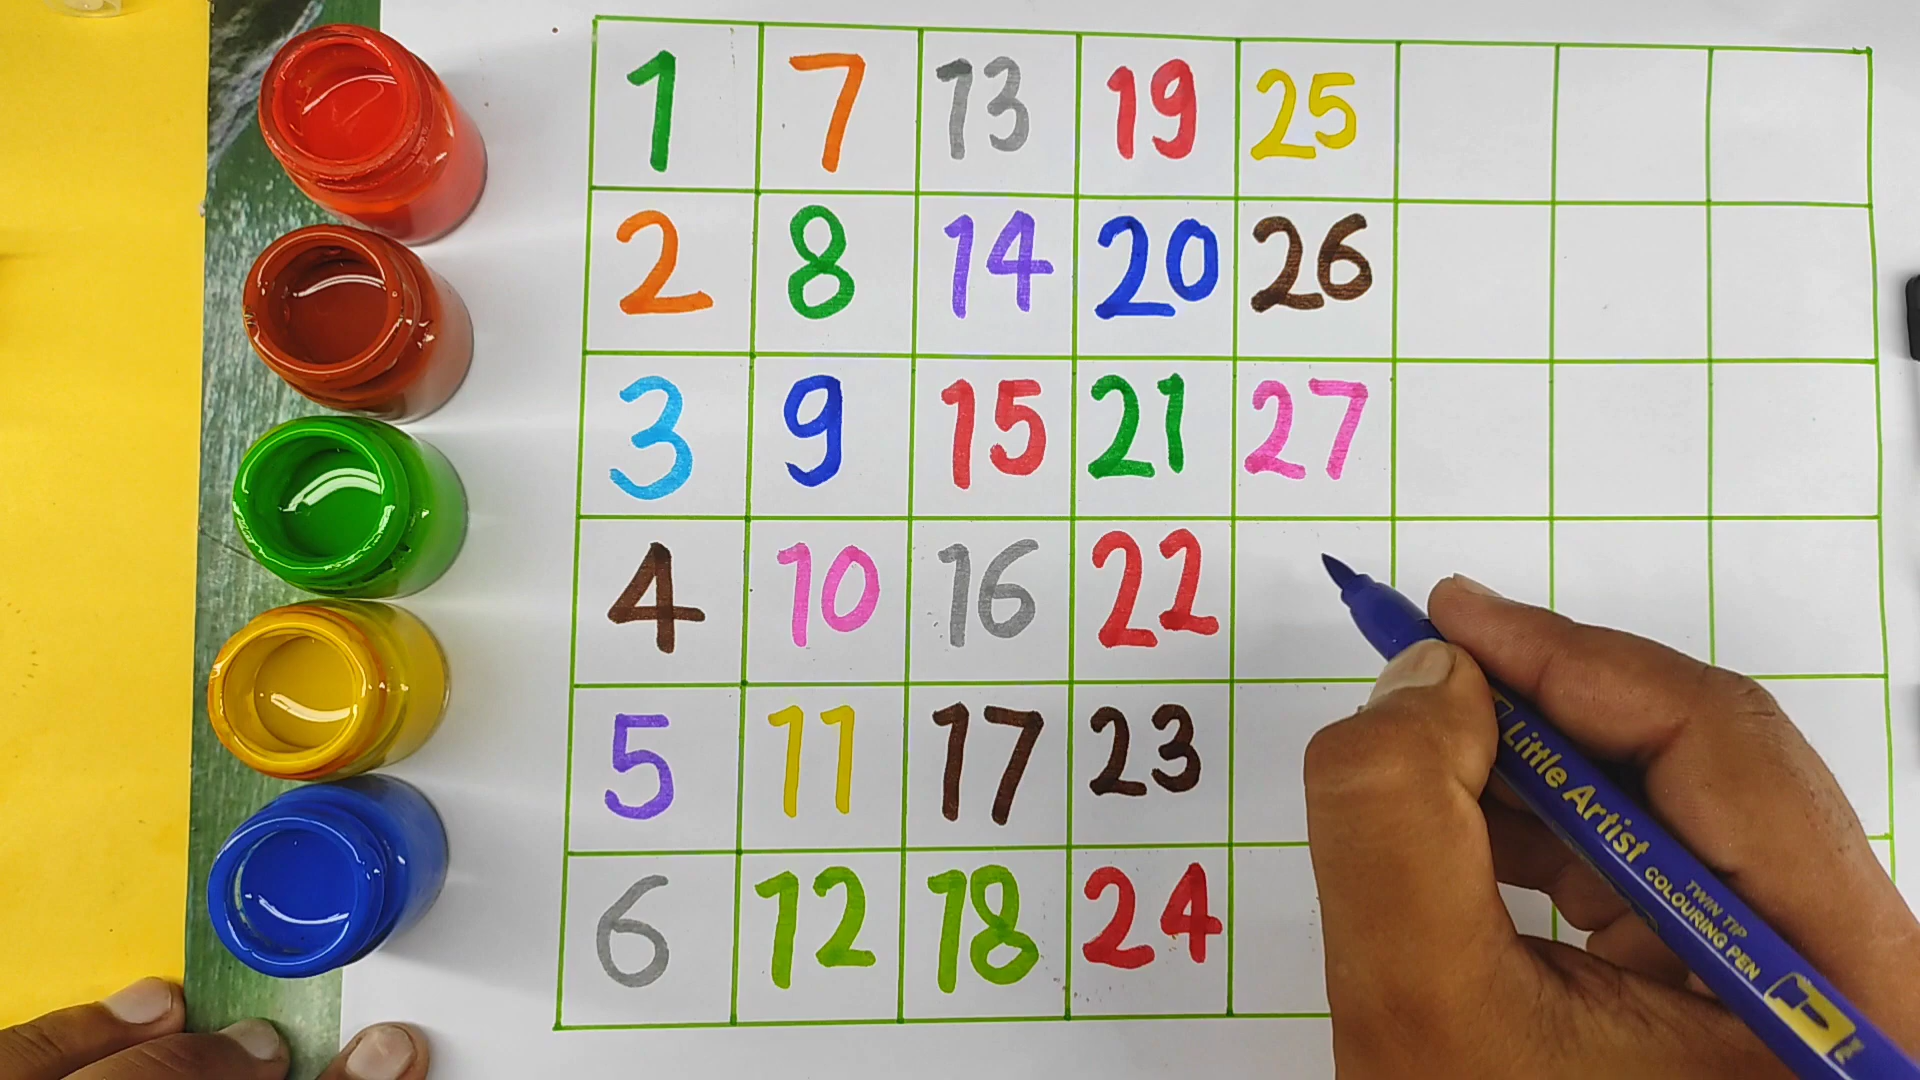 1 7 13 19 25
2 8 14 20 26
3 9 15 21 27
4 10 16 22
5 11 17 23
6 12 18 24
Little Artist
TWIN TIP
COLOURING PEN